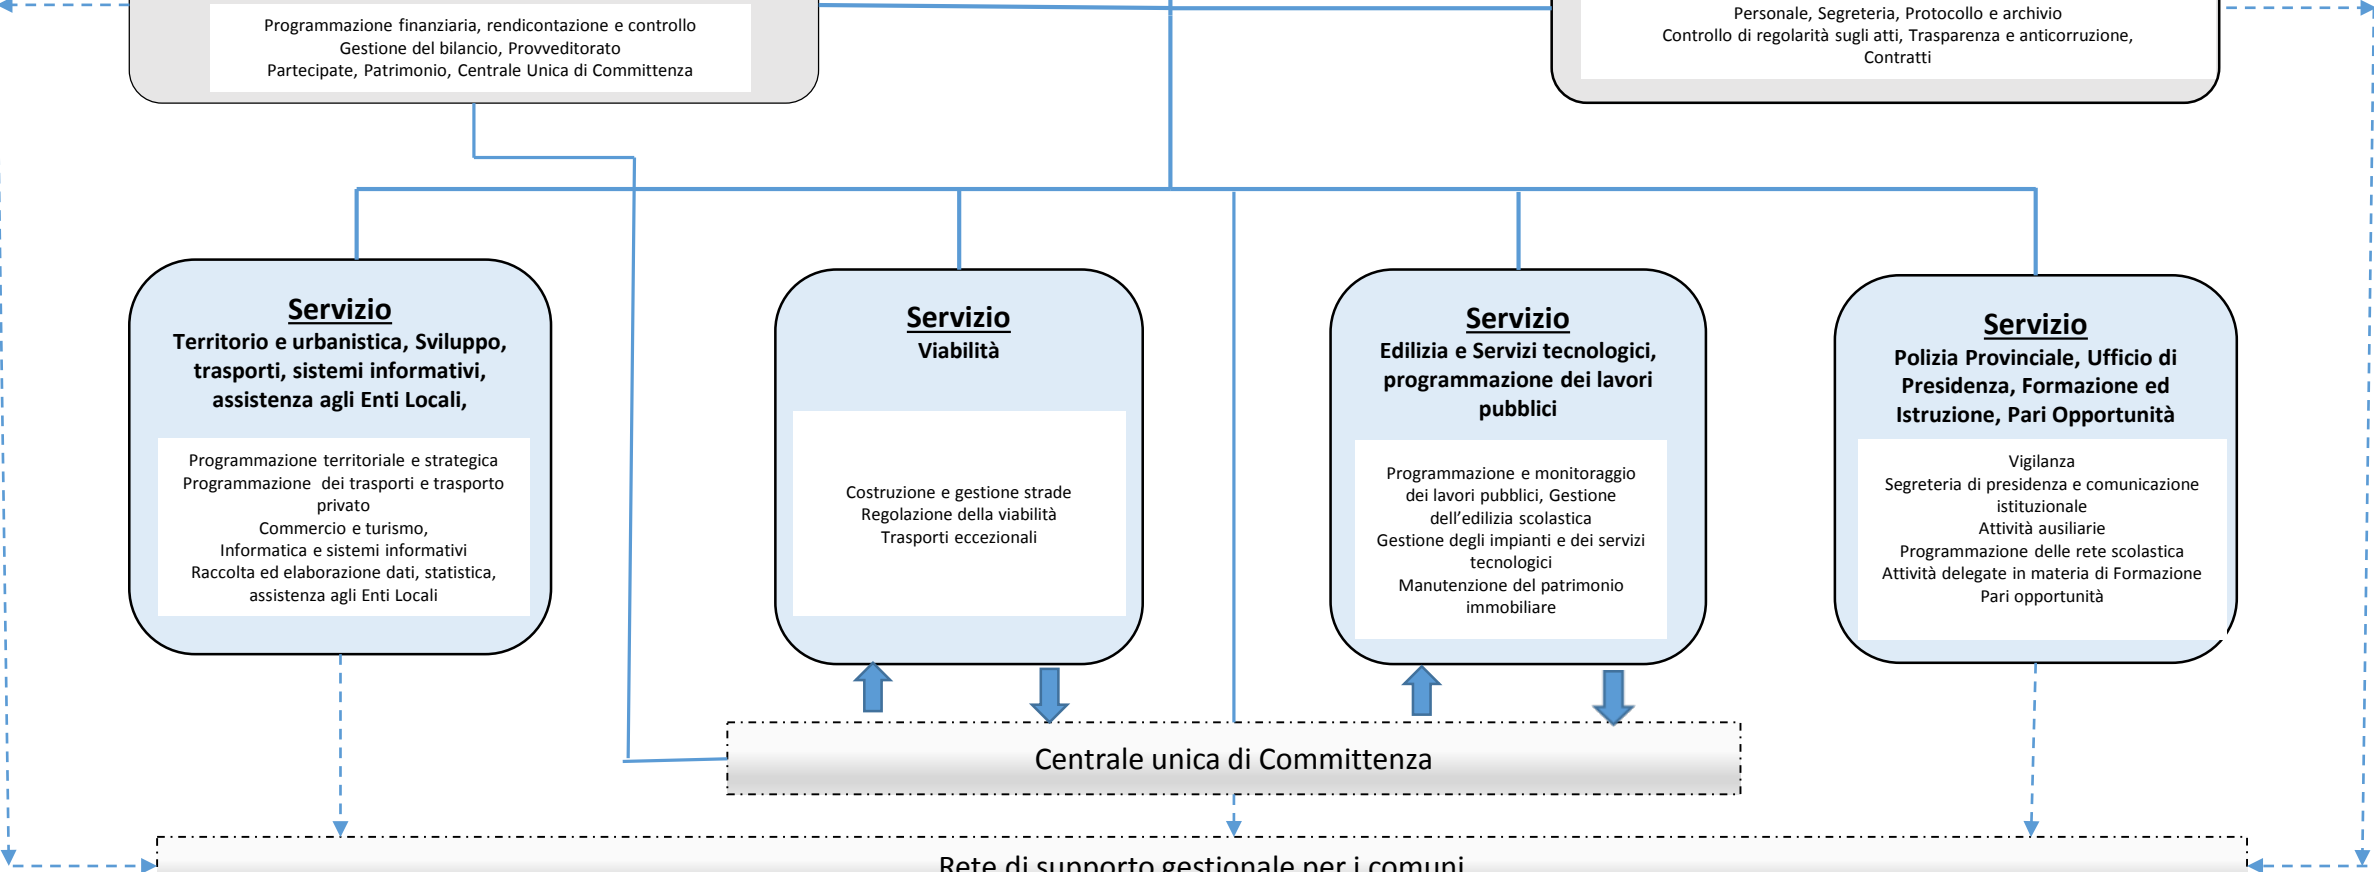 Programmazione finanziaria, rendicontazione e controllo
Gestione del bilancio, Provveditorato
Partecipate, Patrimonio, Centrale Unica di Committenza
Personale, Segreteria, Protocollo e archivio
Controllo di regolarità sugli atti, Trasparenza e anticorruzione,
Contratti
Servizio
Territorio e urbanistica, Sviluppo,
trasporti, sistemi informativi,
assistenza agli Enti Locali,
Programmazione territoriale e strategica
Programmazione dei trasporti e trasporto
privato
Commercio e turismo,
Informatica e sistemi informativi
Raccolta ed elaborazione dati, statistica,
assistenza agli Enti Locali
Servizio
Viabilità
Costruzione e gestione strade
Regolazione della viabilità
Trasporti eccezionali
Servizio
Edilizia e Servizi tecnologici,
programmazione dei lavori
pubblici
Programmazione e monitoraggio
dei lavori pubblici, Gestione
dell'edilizia scolastica
Gestione degli impianti e dei servizi
tecnologici
Manutenzione del patrimonio
immobiliare
Servizio
Polizia Provinciale, Ufficio di
Presidenza, Formazione ed
Istruzione, Pari Opportunità
Vigilanza
Segreteria di presidenza e comunicazione
istituzionale
Attività ausiliarie
Programmazione delle rete scolastica
Attività delegate in materia di Formazione
Pari opportunità
Centrale unica di Committenza
Rete di supporto gestionale per i comuni